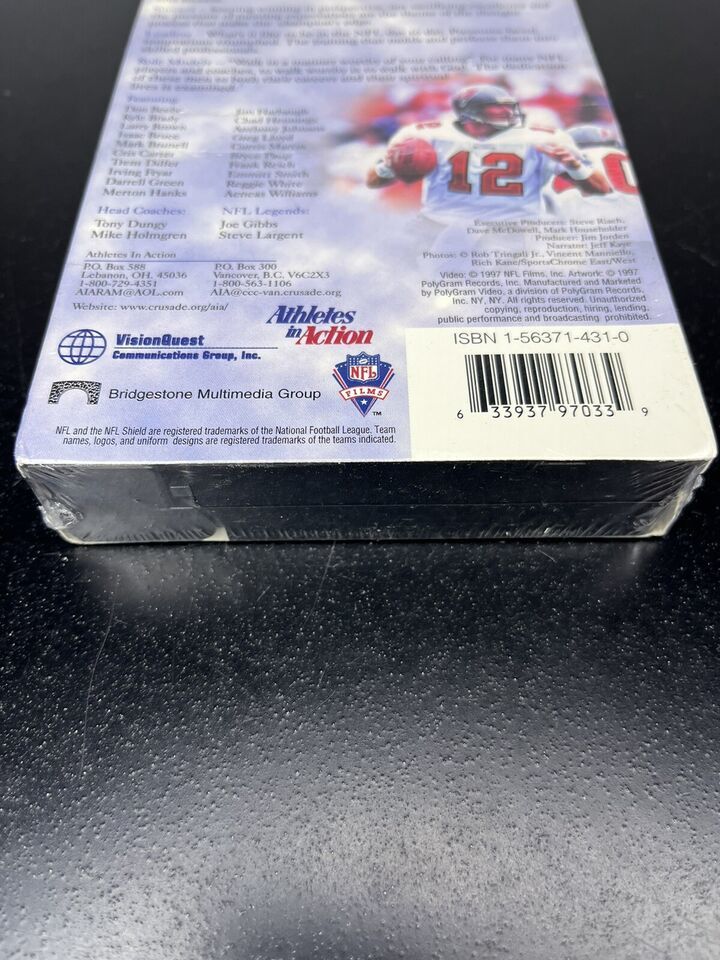 Featuring
Don Beebe
Kyle Brady
Larry Brown
Isaac Bruce
Mark Brunell
Cris Carter
Trent Dilfer
Irving Fryar
Darrell Green
Merton Hanks
Jim Harbaugh
Chad Hennings
Anthony Johnson
Greg Lloyd
Curtis Martin
Bryce Paup
Frank Reich
Emmitt Smith
Reggie White
Aeneas Williams
Head Coaches:
Tony Dungy
Mike Holmgren
NFL Legends:
Joe Gibbs
Steve Largent
Athletes In Action
P.O. Box 588
Lebanon, OH, 45036
1-800-729-4351
AIARAM@AOL.com
P.O. Box 300
Vancover, B.C, V6C2X3
1-800-563-1106
AIA@ccc-van.crusade.org
Website: www.crusade.org/aia/
12
Executive Producers: Steve Riach,
Dave McDowell, Mark Householder
Producer: Jim Jorden
Narrator: Jeff Kaye
Photos: © Rob Tringali Jr., Vincent Manniello,
Rich Kane/SportsChrome East/West
Video: © 1997 NFL Films, Inc. Artwork: © 1997
PolyGram Records, Inc. Manufactured and Marketed
by PolyGram Video, a division of PolyGram Records,
Inc. NY, NY. All rights reserved. Unauthorized
copying, reproduction, hiring, lending,
public performance and broadcasting prohibited.
Athletes
in Action
VisionQuest
Communications Group, Inc.
Bridgestone Multimedia Group
NFL
FILMS
TM
NFL and the NFL Shield are registered trademarks of the National Football League. Team
names, logos, and uniform designs are registered trademarks of the teams indicated.
ISBN 1-56371-431-0
6 33937 97033 9